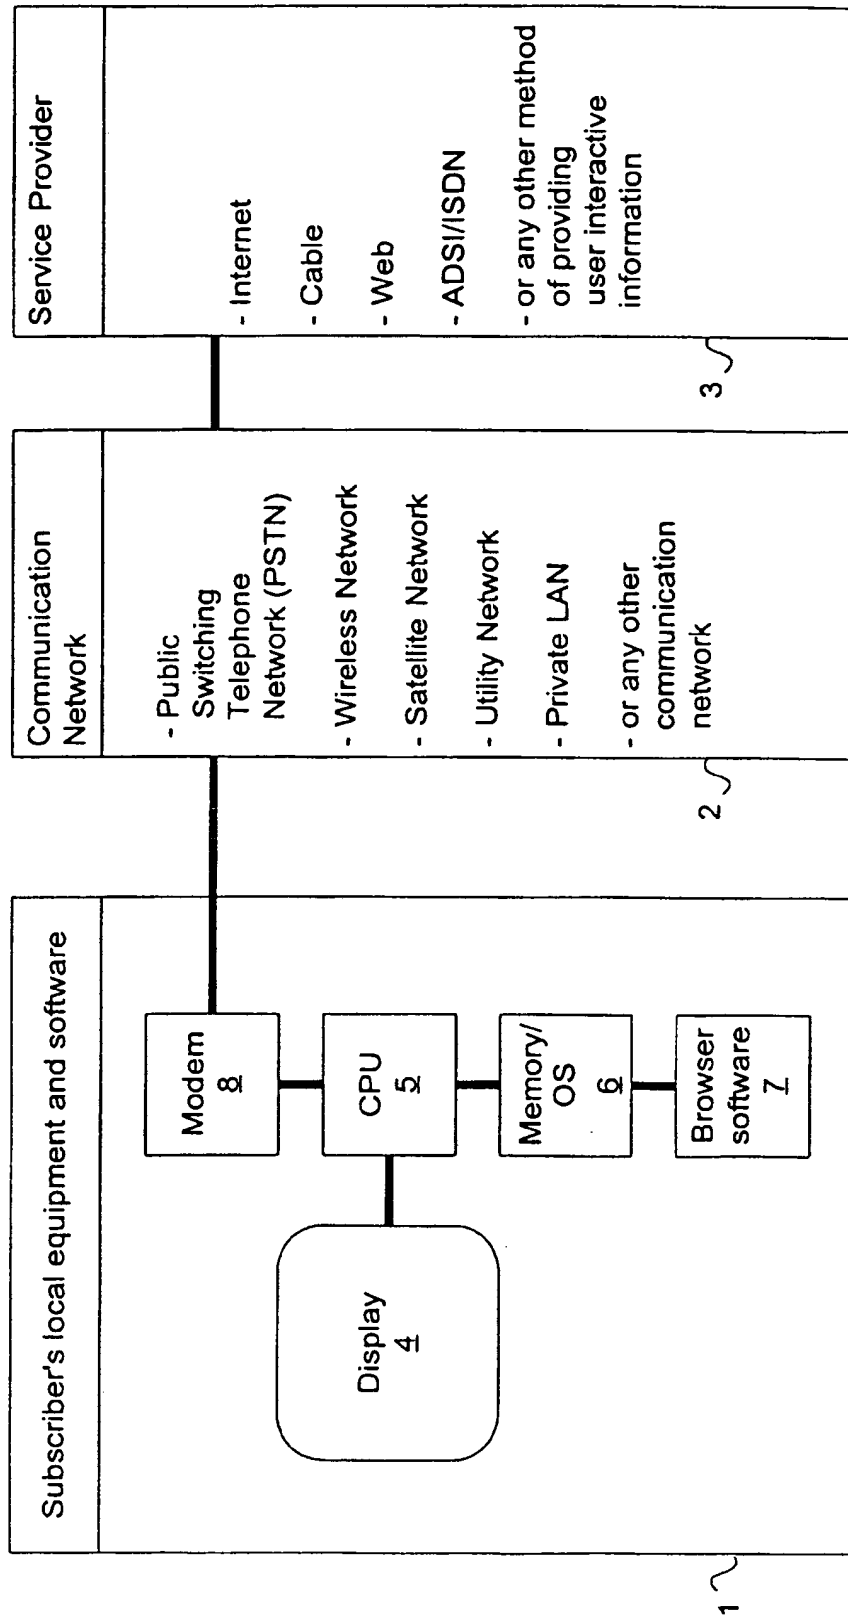 Subscriber's local equipment and software
Display
4
Modem
8
CPU
5
Memory/
OS
6
Browser
software
7
1
Communication
Network
- Public
Switching
Telephone
Network (PSTN)
- Wireless Network
- Satellite Network
- Utility Network
- Private LAN
- or any other
communication
network
2
Service Provider
- Internet
- Cable
- Web
- ADSI/ISDN
- or any other method
of providing
user interactive
information
3